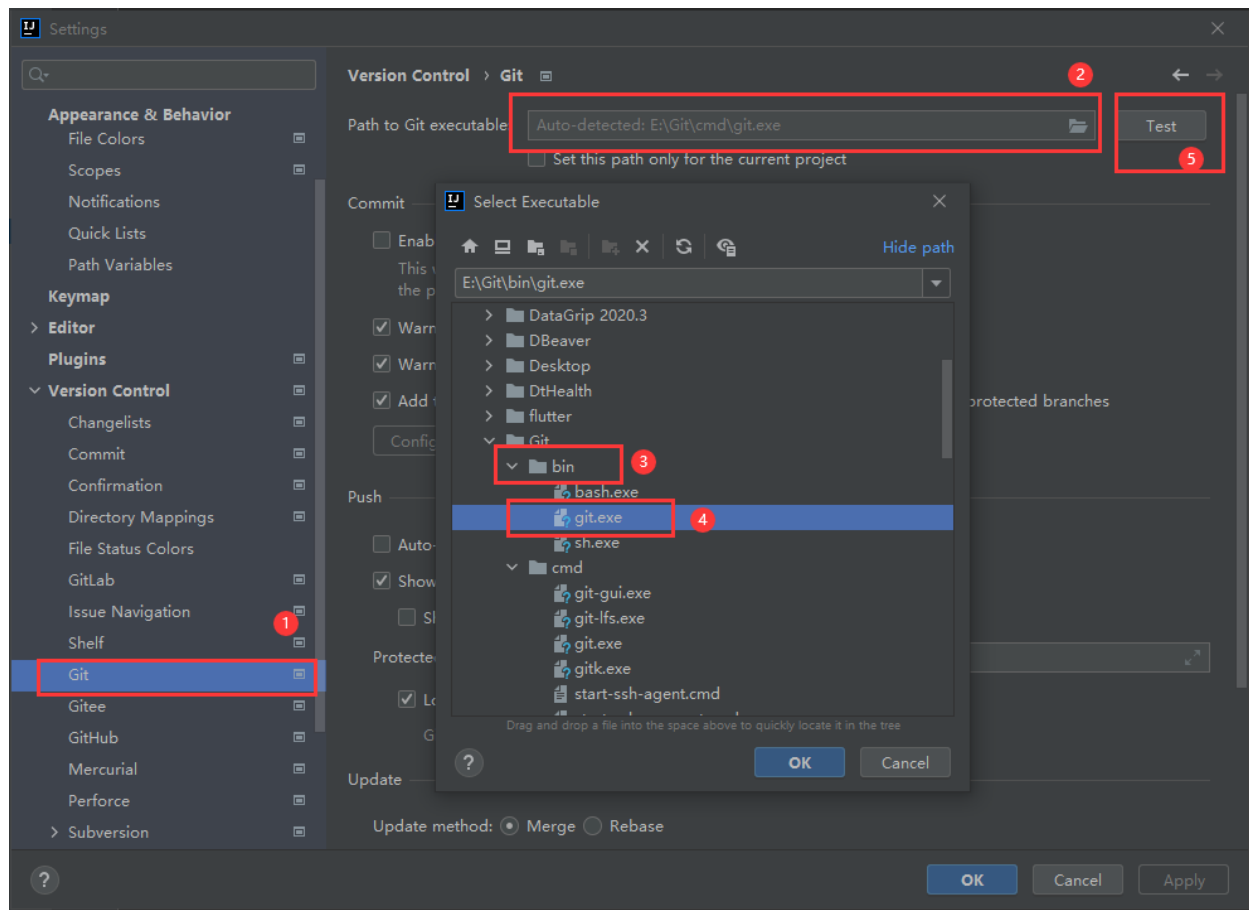 Settings
Appearance & Behavior
File Colors
Scopes
Notifications
Quick Lists
Path Variables
Keymap
Editor
Plugins
Version Control
Changelists
Commit
Confirmation
Directory Mappings
File Status Colors
GitLab
Issue Navigation
1
Shelf
Git
Gitee
GitHub
Mercurial
Perforce
Subversion
Version Control › Git
2
Path to Git executable
Auto-detected: E:\Git\cmd\git.exe
Test
5
Set this path only for the current project
Commit
Enab
This
the p
Warn
Warn
Add
protected branches
Config
Push
Auto-
Show
Protecte
Update
Update method: Merge Rebase
Select Executable
Hide path
E:\Git\bin\git.exe
DataGrip 2020.3
DBeaver
Desktop
DtHealth
flutter
Git
bin
3
bash.exe
git.exe
4
sh.exe
cmd
git-gui.exe
git-lfs.exe
git.exe
gitk.exe
start-ssh-agent.cmd
Drag and drop a file into the space above to quickly locate it in the tree
?
OK
Cancel
?
OK
Cancel
Apply